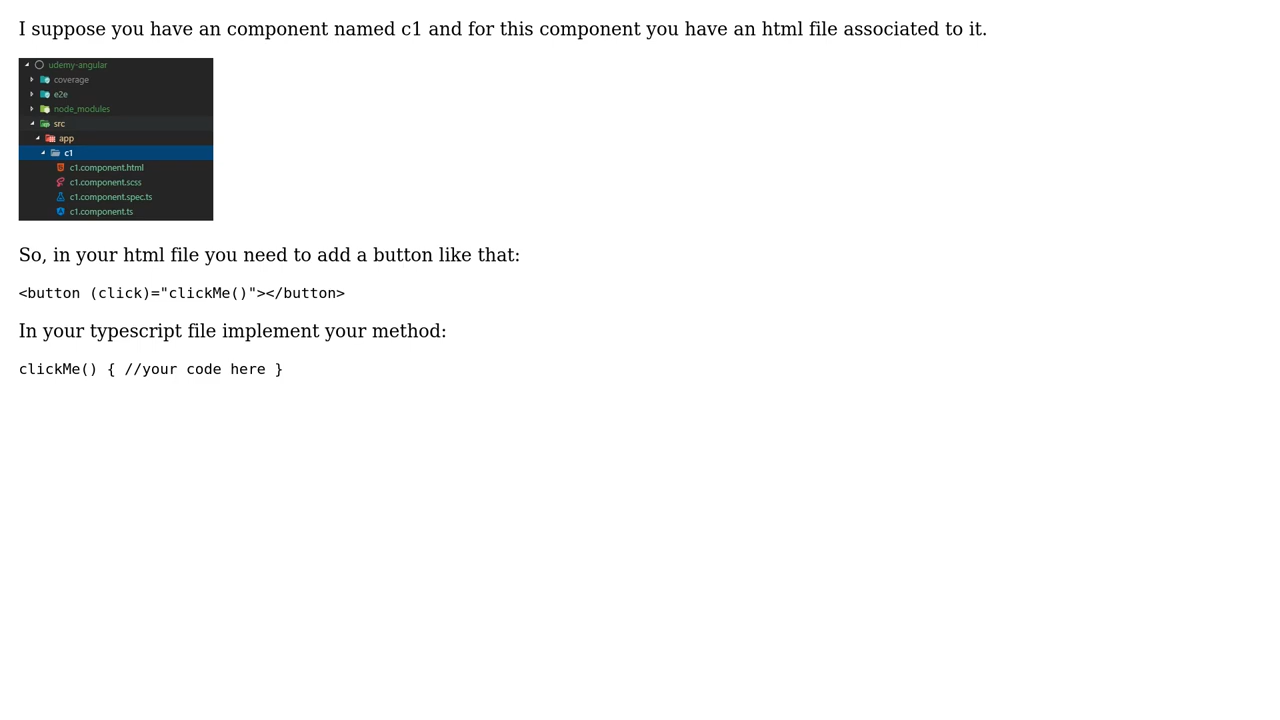 I suppose you have an component named c1 and for this component you have an html file associated to it.
udemy-angular
coverage
e2e
node_modules
src
app
c1
c1.component.html
c1.component.scss
c1.component.spec.ts
c1.component.ts
So, in your html file you need to add a button like that:
<button (click)="clickMe()"></button>
In your typescript file implement your method:
clickMe() { //your code here }